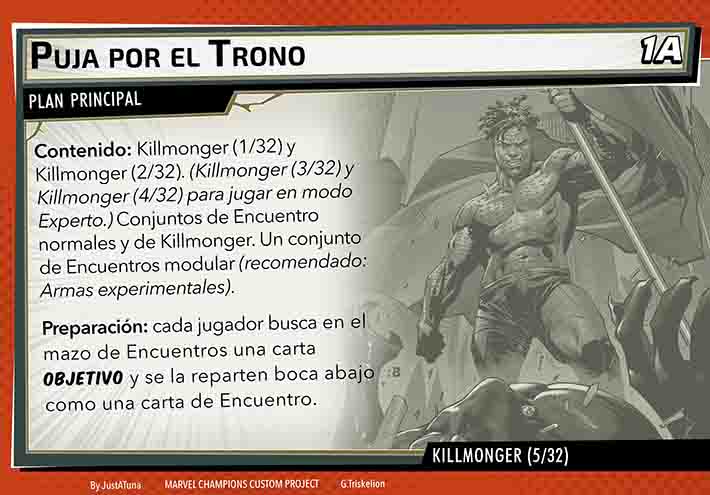 PUJA POR EL TRONO
1A
PLAN PRINCIPAL
Contenido: Killmonger (1/32) y
Killmonger (2/32). (Killmonger (3/32) y
Killmonger (4/32) para jugar en modo
Experto.) Conjuntos de Encuentro
normales y de Killmonger. Un conjunto
de Encuentros modular (recomendado:
Armas experimentales).
Preparación: cada jugador busca en el
mazo de Encuentros una carta
OBJETIVO y se la reparten boca abajo
como una carta de Encuentro.
KILLMONGER (5/32)
By JustATuna MARVEL CHAMPIONS CUSTOM PROJECT G.Triskelion